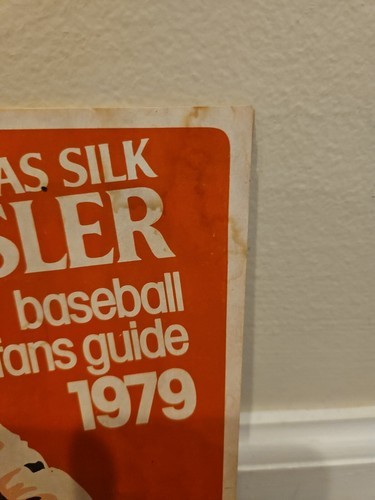 AS SILK
SLER
baseball
fans guide
1979